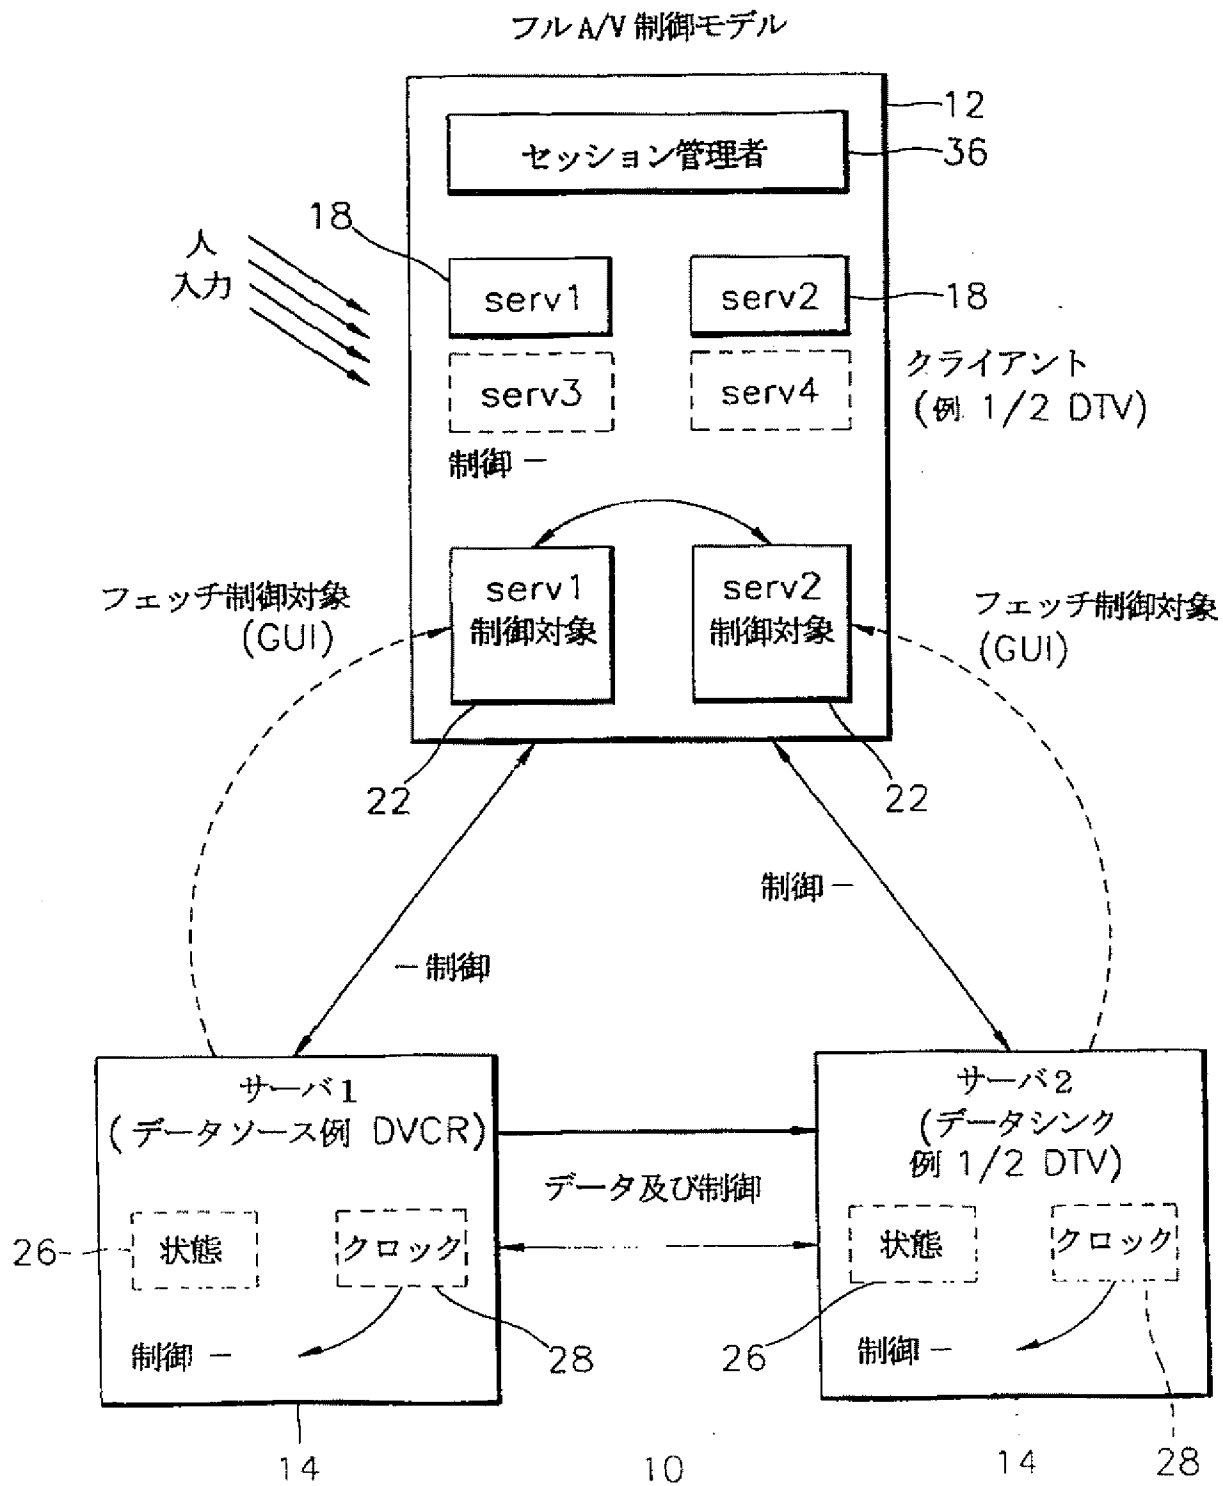 フル A/V 制御モデル
12
セッション管理者
36
18
人
入力
serv1
serv2
18
serv3
serv4
クライアント
(例 1/2 DTV)
制御 −
フェッチ制御対象
(GUI)
serv1
制御対象
serv2
制御対象
フェッチ制御対象
(GUI)
22
22
制御 −
− 制御
サーバ1
(データソース例 DVCR)
サーバ2
(データシンク
例 1/2 DTV)
データ及び制御
26
状態
クロック
状態
クロック
制御 −
28
26
制御 −
14
10
14
28